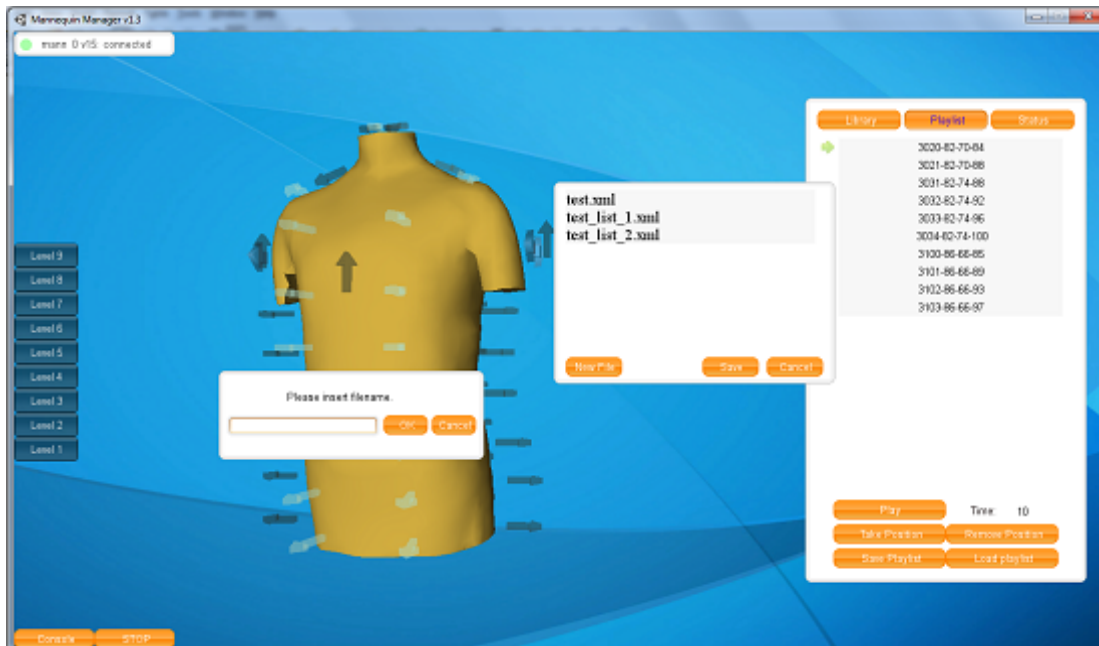 Mannequin Manager v1.3
mann 0 v15: connected
Level 9
Level 8
Level 7
Level 6
Level 5
Level 4
Level 3
Level 2
Level 1
Please insert filename.
OK Cancel
test.xml
test_list_1.xml
test_list_2.xml
New File Save Cancel
Library Playlist Status
3020-82-70-84
3021-82-70-88
3031-82-74-88
3032-82-74-92
3033-82-74-96
3034-82-74-100
3100-86-66-85
3101-86-66-89
3102-86-66-93
3103-86-66-97
Play Time: 10
Take Position Remove Position
Save Playlist Load playlist
Console STOP